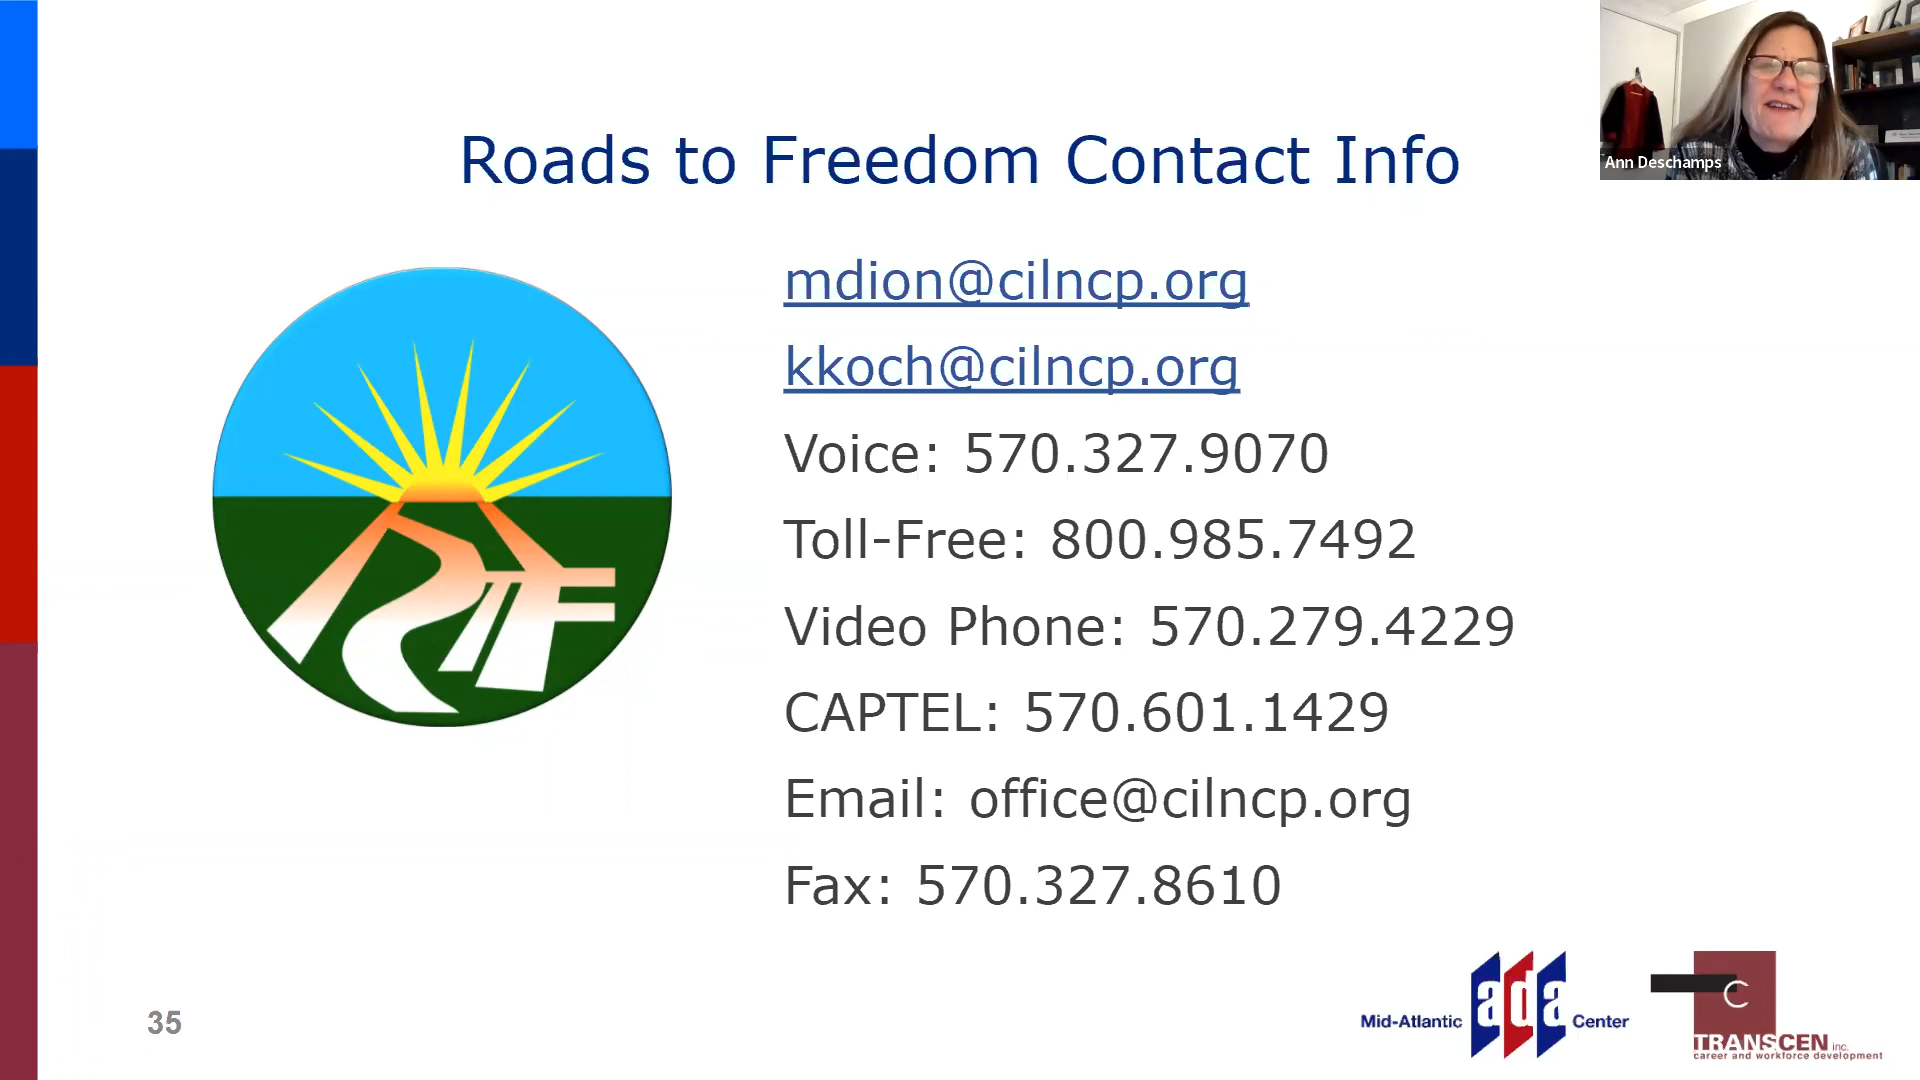 Roads to Freedom Contact Info
Ann Deschamps
mdion@cilncp.org
kkoch@cilncp.org
Voice: 570.327.9070
Toll-Free: 800.985.7492
Video Phone: 570.279.4229
CAPTEL: 570.601.1429
Email: office@cilncp.org
Fax: 570.327.8610
RTF
35
Mid-Atlantic ada Center
C
TRANSCEN inc.
career and workforce development